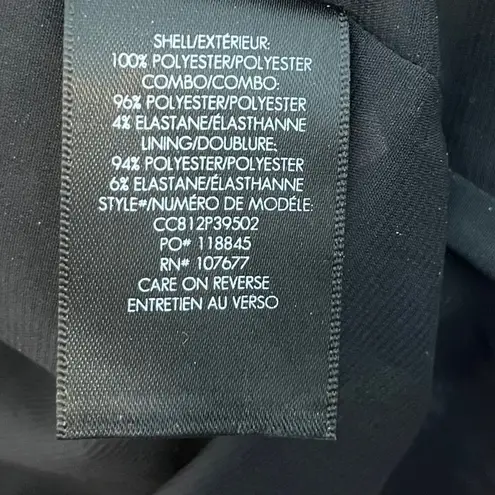 SHELL/EXTÉRIEUR:
100% POLYESTER/POLYESTER
COMBO/COMBO:
96% POLYESTER/POLYESTER
4% ELASTANE/ÉLASTHANNE
LINING/DOUBLURE:
94% POLYESTER/POLYESTER
6% ELASTANE/ÉLASTHANNE
STYLE#/NUMÉRO DE MODÉLE:
CC812P39502
PO# 118845
RN# 107677
CARE ON REVERSE
ENTRETIEN AU VERSO